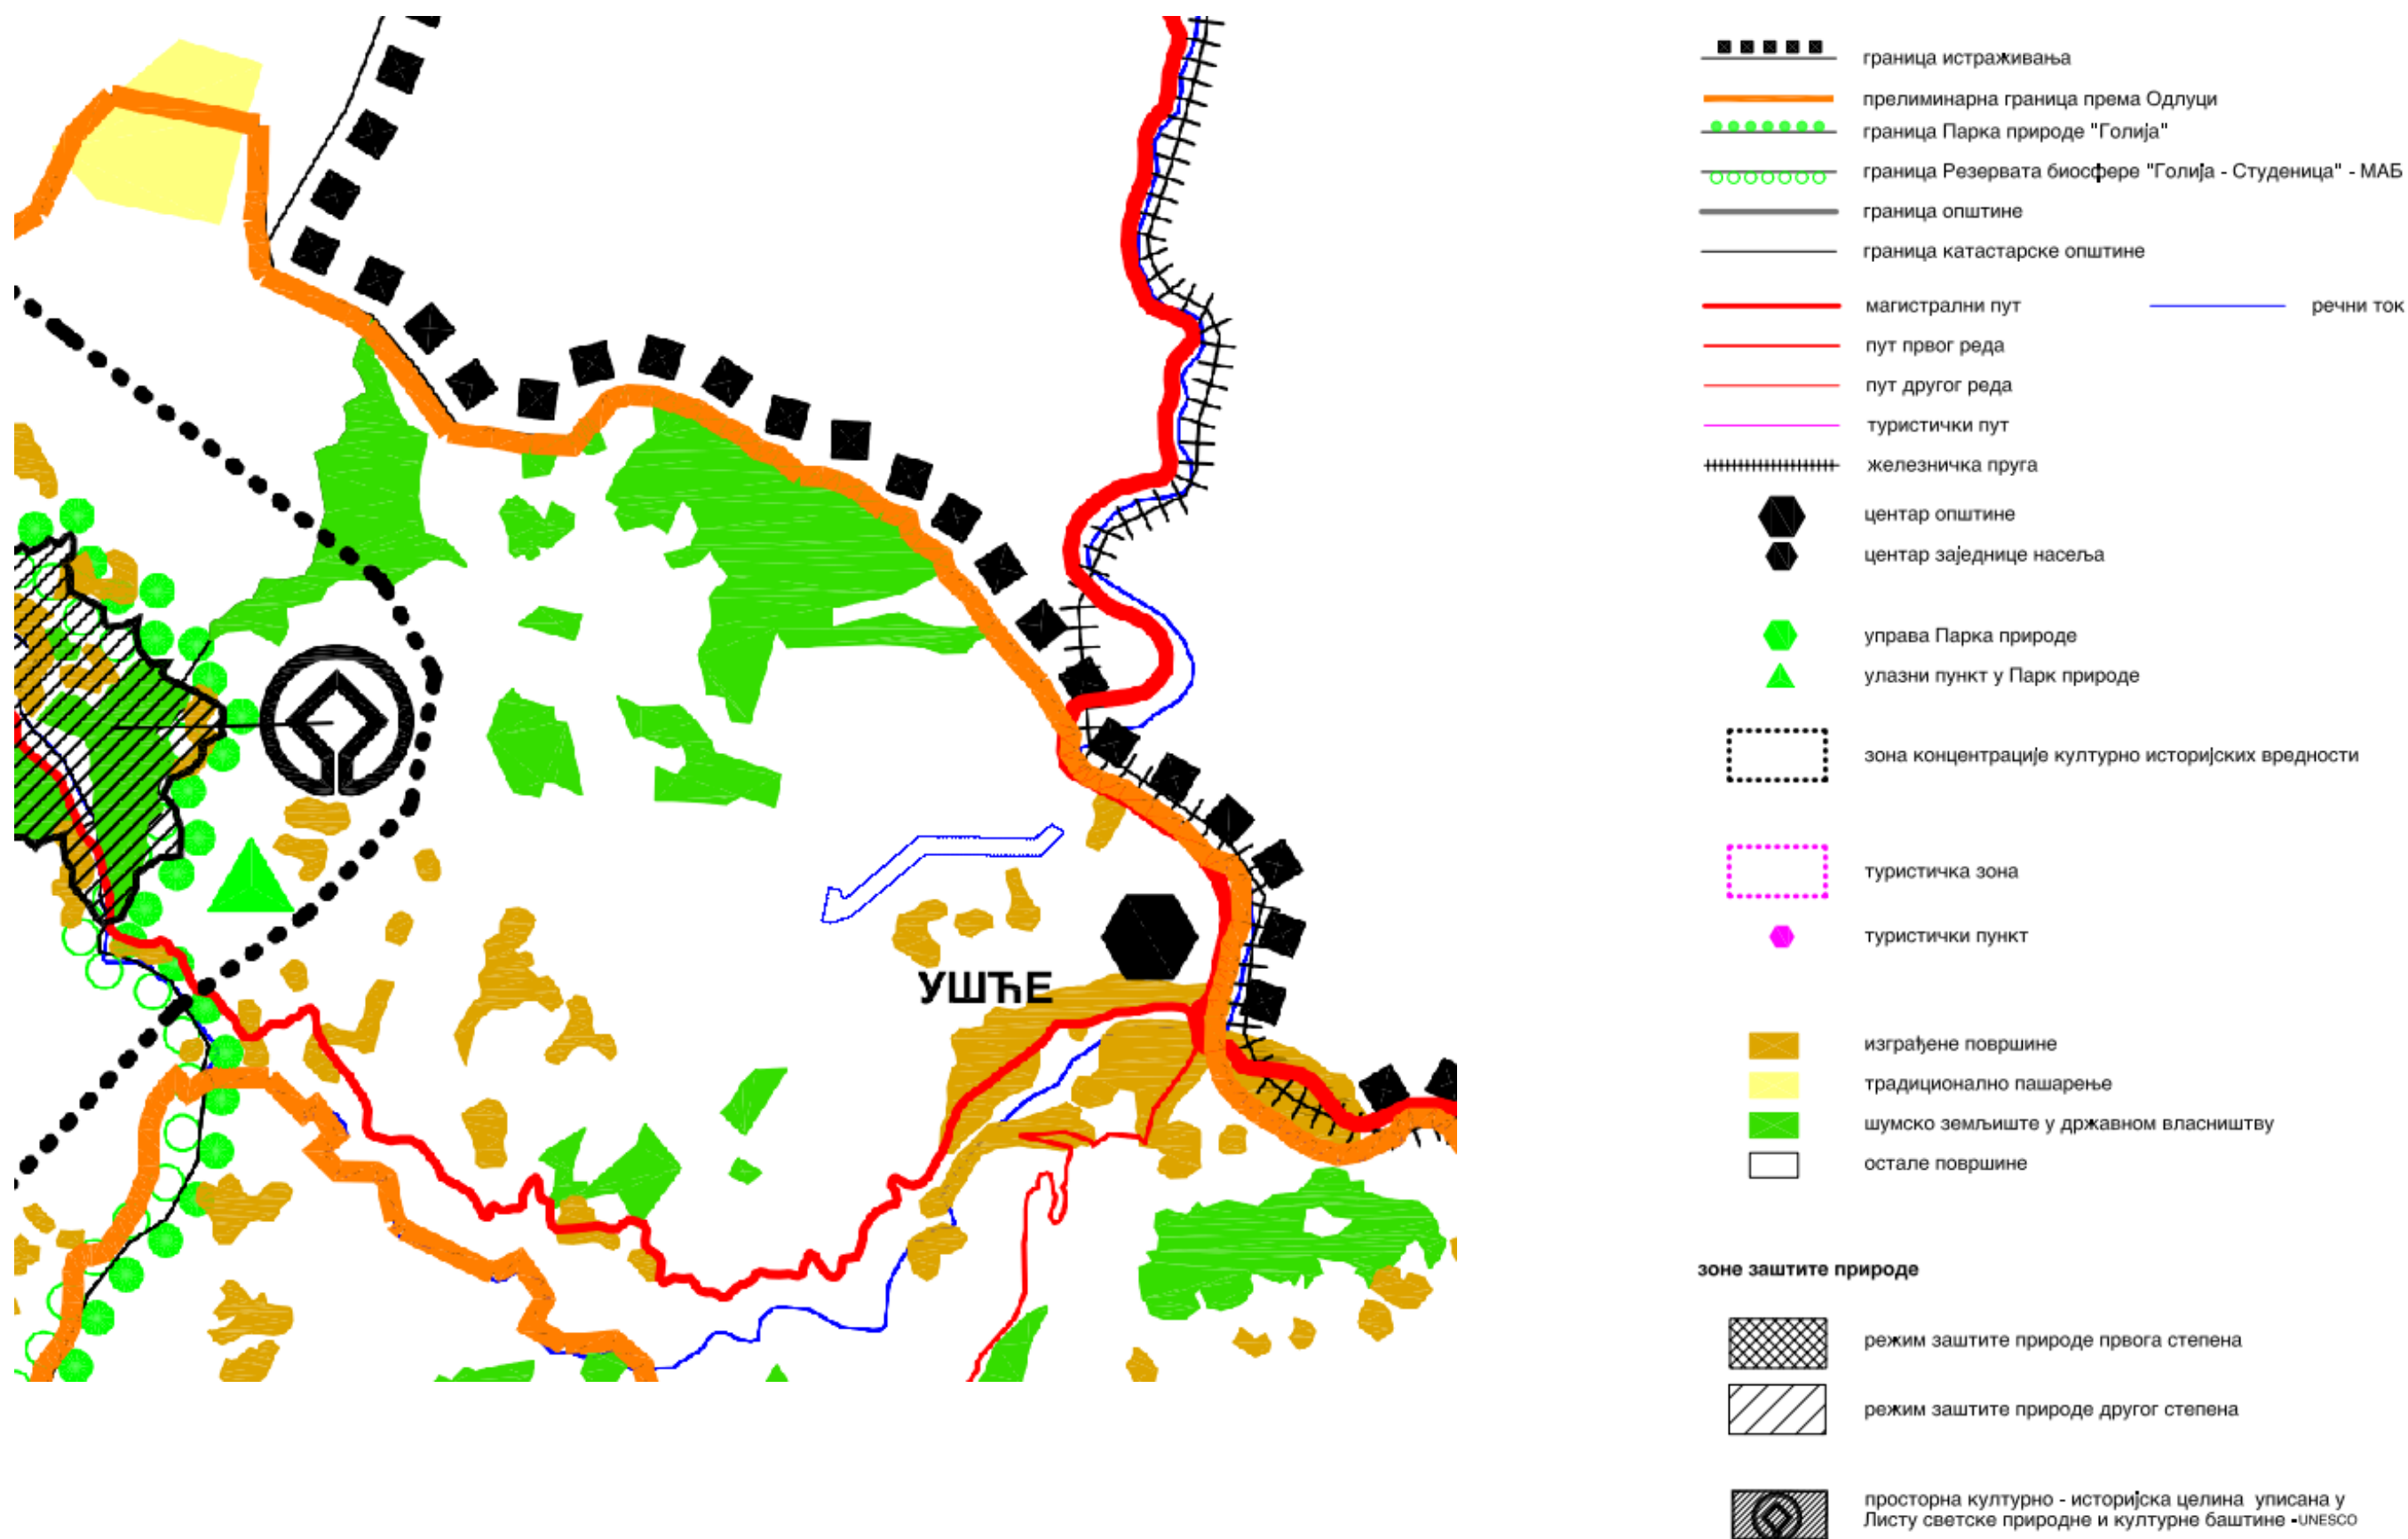 УШЋЕ
граница истраживања
прелиминарна граница према Одлуци
граница Парка природе "Голија"
граница Резервата биосфере "Голија - Студеница" - МАБ
граница општине
граница катастарске општине
магистрални пут
речни ток
пут првог реда
пут другог реда
туристички пут
железничка пруга
центар општине
центар заједнице насеља
управа Парка природе
улазни пункт у Парк природе
зона концентрације културно историјских вредности
туристичка зона
туристички пункт
изграђене површине
традиционално пашарење
шумско земљиште у државном власништву
остале површине
зоне заштите природе
режим заштите природе првога степена
режим заштите природе другог степена
просторна културно - историјска целина уписана у
Листу светске природне и културне баштине -UNESCO